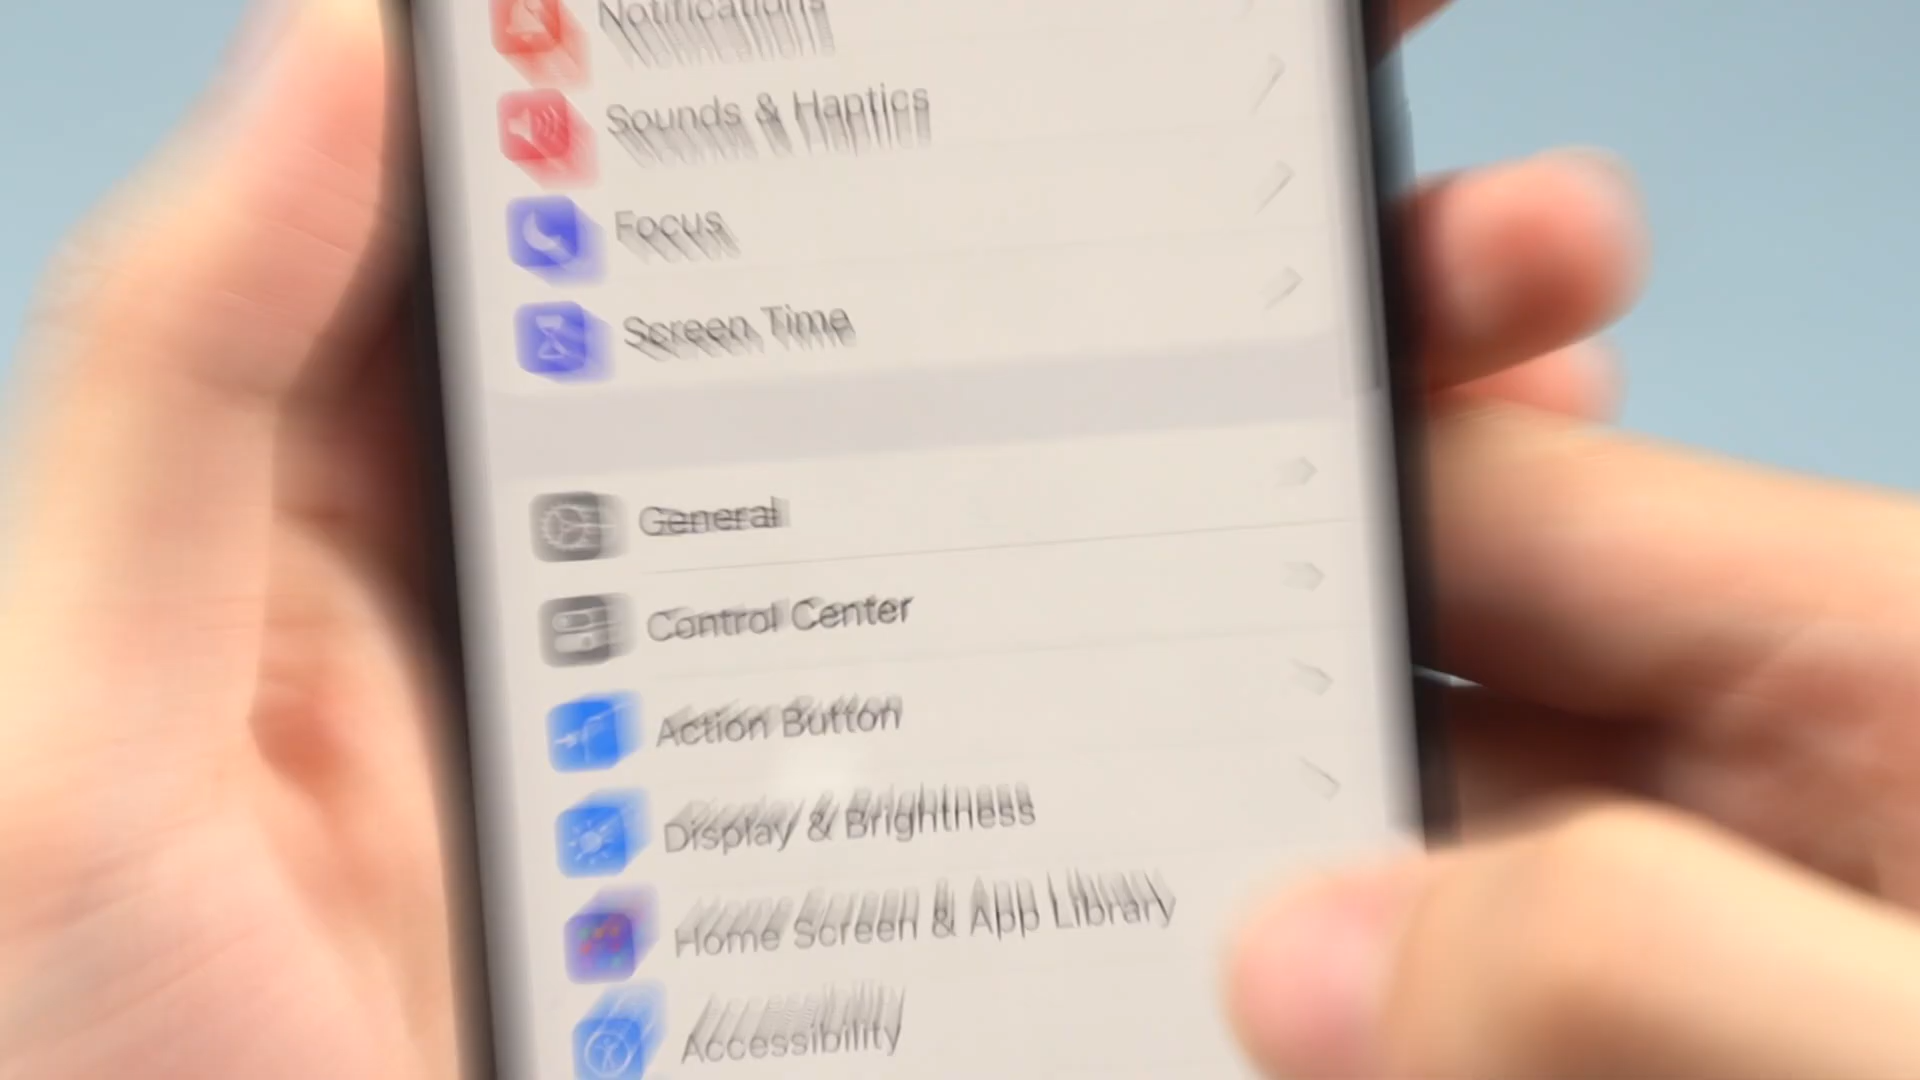 Notifications
Sounds & Haptics
Focus
Screen Time
General
Control Center
Action Button
Display & Brightness
Home Screen & App Library
Accessibility